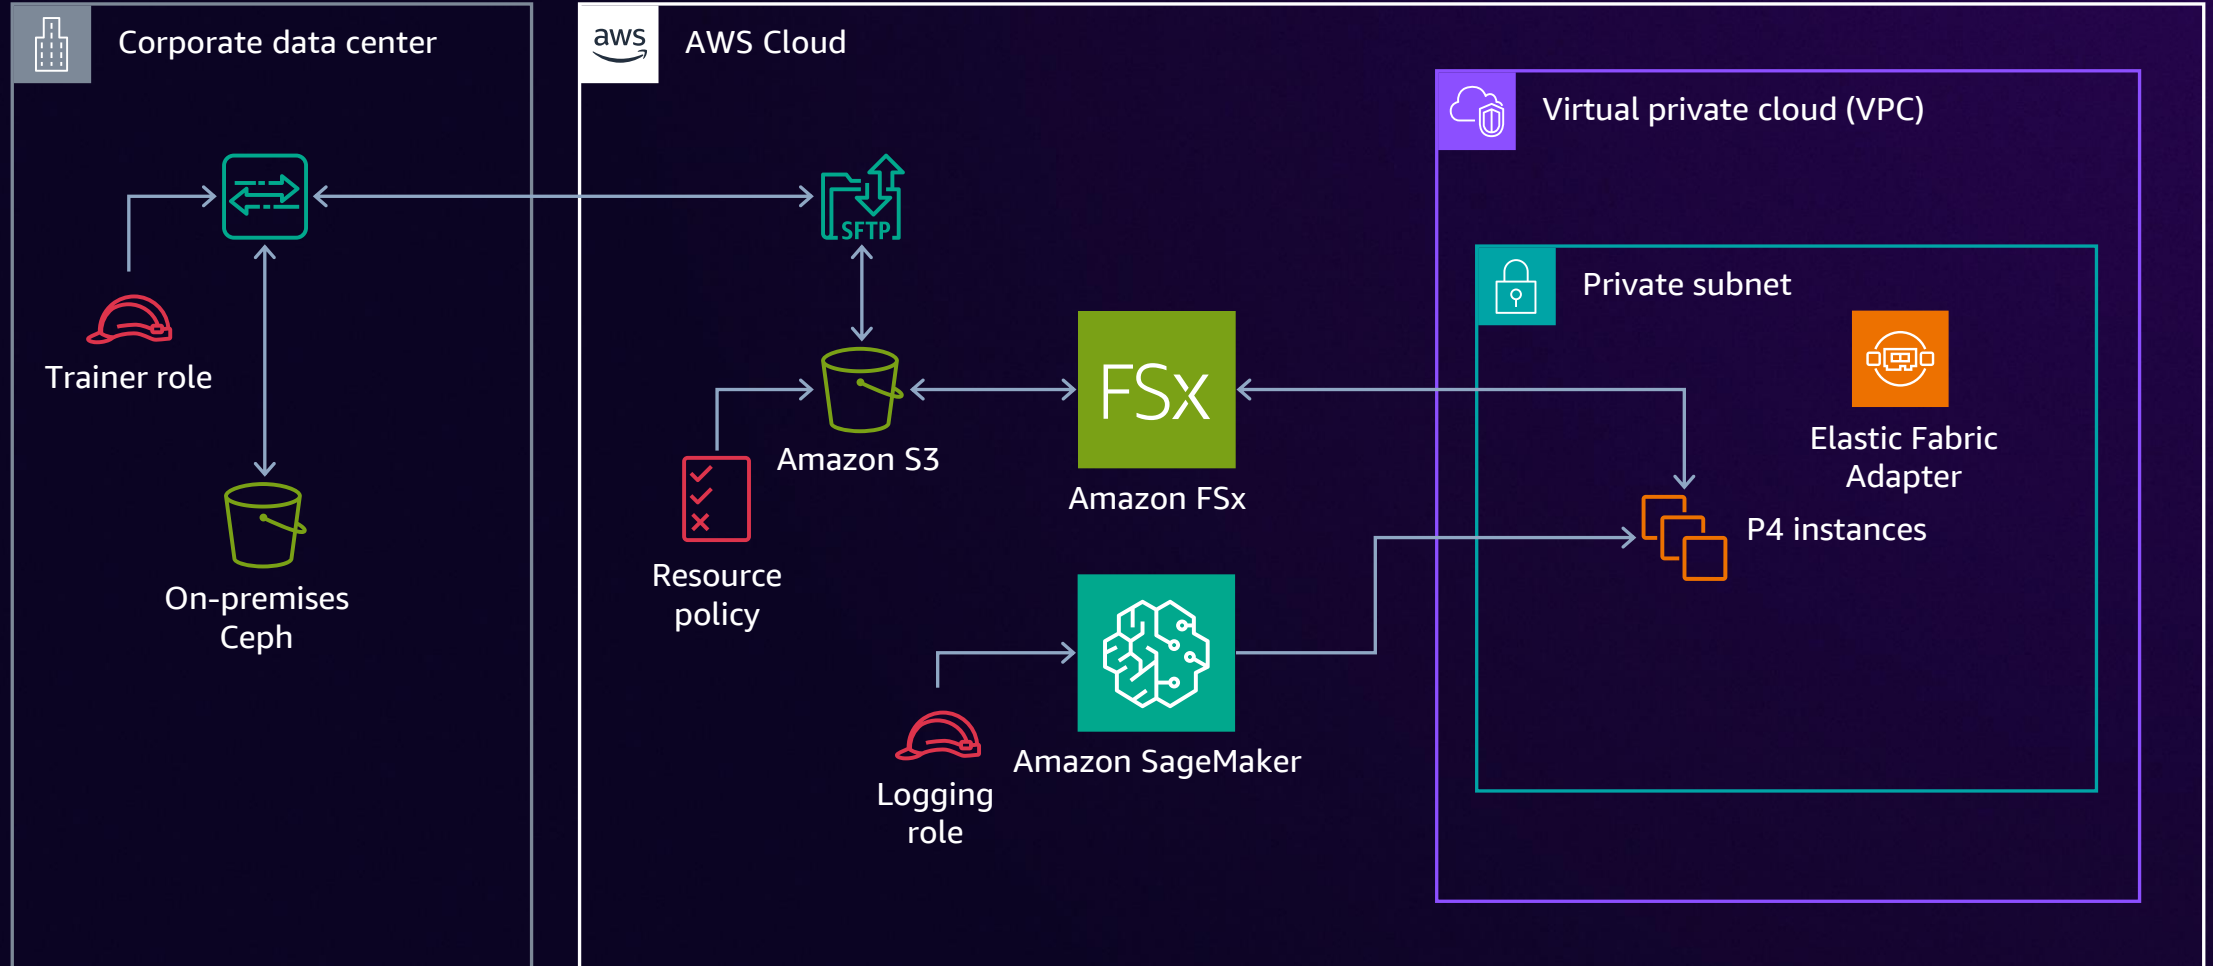 Corporate data center
aws
AWS Cloud
Virtual private cloud (VPC)
SFTP
Private subnet
Trainer role
FSx
Elastic Fabric
Adapter
Amazon S3
Amazon FSx
P4 instances
Resource
policy
On-premises
Ceph
Amazon SageMaker
Logging
role